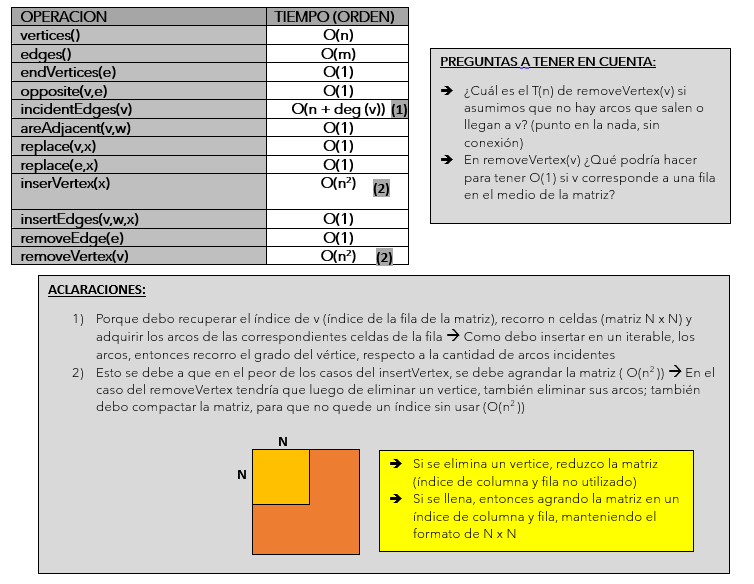 OPERACION TIEMPO (ORDEN)
vertices() O(n)
edges() O(m)
endVertices(e) O(1)
opposite(v,e) O(1)
incidentEdges(v) O(n + deg (v)) (1)
areAdjacent(v,w) O(1)
replace(v,x) O(1)
replace(e,x) O(1)
inserVertex(x) O(n²) (2)
insertEdges(v,w,x) O(1)
removeEdge(e) O(1)
removeVertex(v) O(n²) (2)
PREGUNTAS A TENER EN CUENTA:
→ ¿Cuál es el T(n) de removeVertex(v) si
asumimos que no hay arcos que salen o
llegan a v? (punto en la nada, sin
conexión)
→ En removeVertex(v) ¿Qué podría hacer
para tener O(1) si v corresponde a una fila
en el medio de la matriz?
ACLARACIONES:
1) Porque debo recuperar el índice de v (índice de la fila de la matriz), recorro n celdas (matriz N x N) y
adquirir los arcos de las correspondientes celdas de la fila → Como debo insertar en un iterable, los
arcos, entonces recorro el grado del vértice, respecto a la cantidad de arcos incidentes
2) Esto se debe a que en el peor de los casos del insertVertex, se debe agrandar la matriz ( O(n²)) → En el
caso del removeVertex tendría que luego de eliminar un vertice, también eliminar sus arcos; también
debo compactar la matriz, para que no quede un índice sin usar (O(n² ))
N
N
→ Si se elimina un vertice, reduzco la matriz
(índice de columna y fila no utilizado)
→ Si se llena, entonces agrando la matriz en un
índice de columna y fila, manteniendo el
formato de N x N